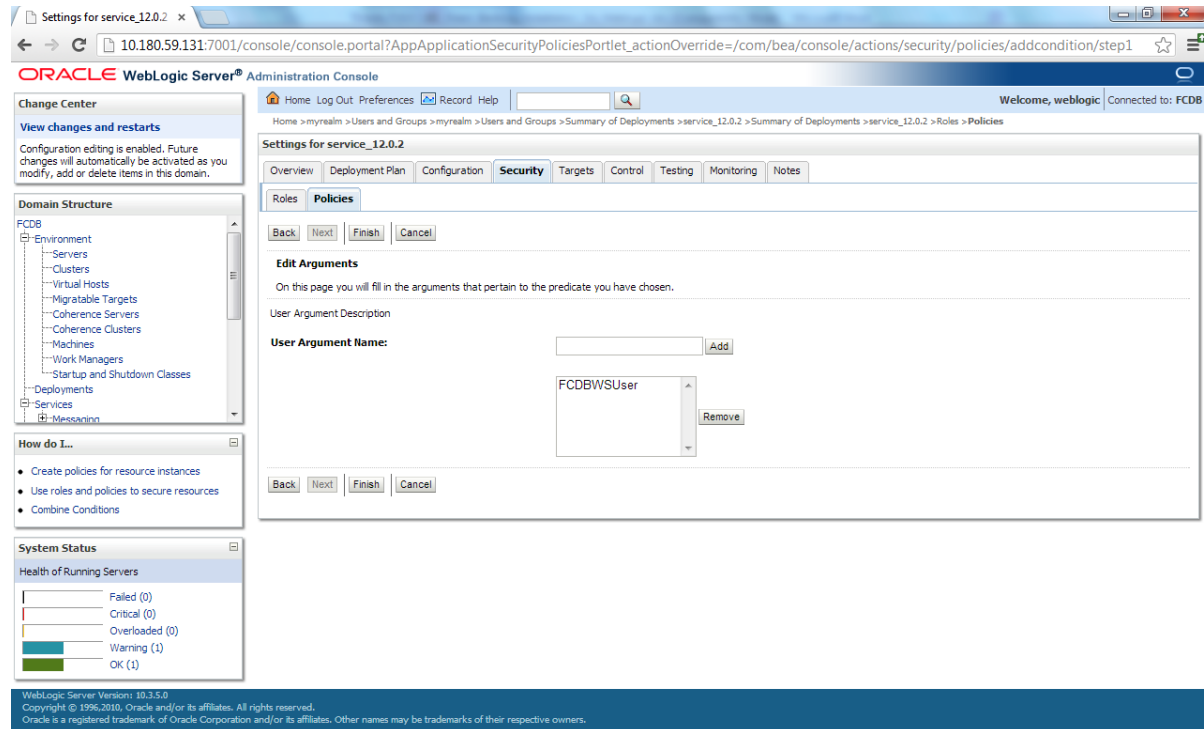 Settings for service_12.0.2 ×
10.180.59.131:7001/console/console.portal?AppApplicationSecurityPoliciesPortlet_actionOverride=/com/bea/console/actions/security/policies/addcondition/step1
ORACLE WebLogic Server® Administration Console
Change Center
View changes and restarts
Configuration editing is enabled. Future
changes will automatically be activated as you
modify, add or delete items in this domain.
Domain Structure
FCDB
Environment
Servers
Clusters
Virtual Hosts
Migratable Targets
Coherence Servers
Coherence Clusters
Machines
Work Managers
Startup and Shutdown Classes
Deployments
Services
Messaging
How do I...
Create policies for resource instances
Use roles and policies to secure resources
Combine Conditions
System Status
Health of Running Servers
Failed (0)
Critical (0)
Overloaded (0)
Warning (1)
OK (1)
Home Log Out Preferences Record Help
Welcome, weblogic Connected to: FCDB
Home >myrealm >Users and Groups >myrealm >Users and Groups >Summary of Deployments >service_12.0.2 >Summary of Deployments >service_12.0.2 >Roles >Policies
Settings for service_12.0.2
Overview Deployment Plan Configuration Security Targets Control Testing Monitoring Notes
Roles Policies
Back Next Finish Cancel
Edit Arguments
On this page you will fill in the arguments that pertain to the predicate you have chosen.
User Argument Description
User Argument Name:
Add
FCDBWSUser
Remove
Back Next Finish Cancel
WebLogic Server Version: 10.3.5.0
Copyright © 1996,2010, Oracle and/or its affiliates. All rights reserved.
Oracle is a registered trademark of Oracle Corporation and/or its affiliates. Other names may be trademarks of their respective owners.